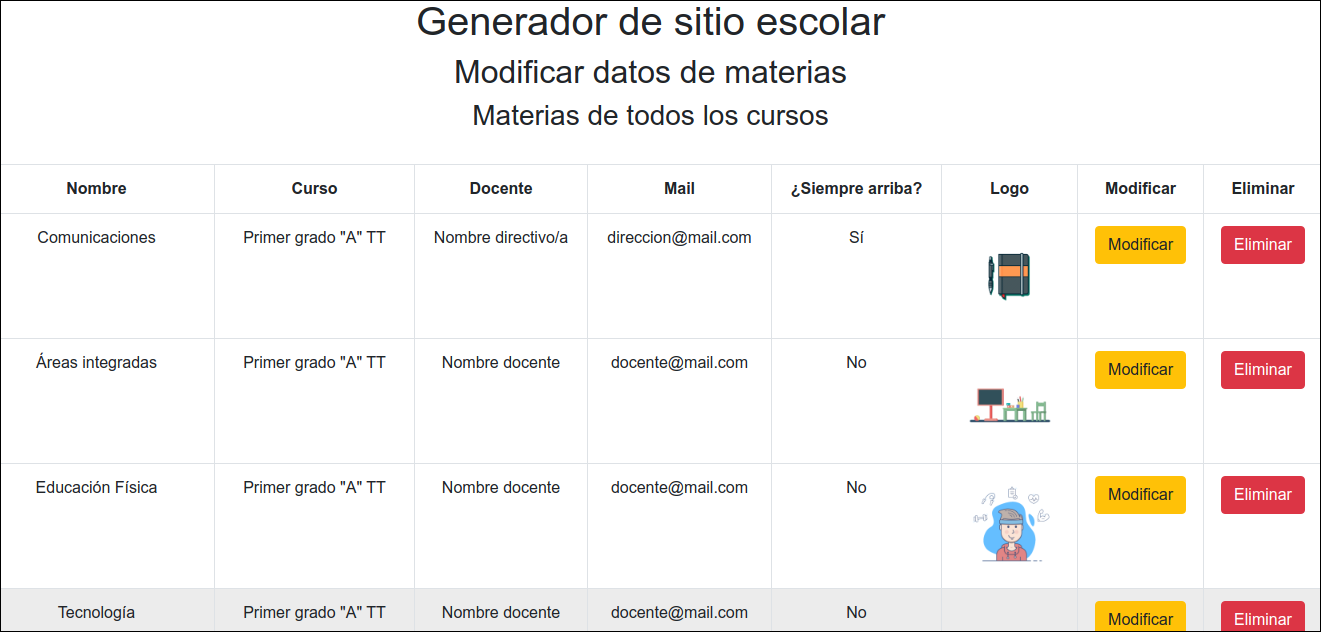 Generador de sitio escolar
Modificar datos de materias
Materias de todos los cursos
Nombre Curso Docente Mail ¿Siempre arriba? Logo Modificar Eliminar
Comunicaciones Primer grado "A" TT Nombre directivo/a direccion@mail.com Sí Modificar Eliminar
Áreas integradas Primer grado "A" TT Nombre docente docente@mail.com No Modificar Eliminar
Educación Física Primer grado "A" TT Nombre docente docente@mail.com No Modificar Eliminar
Tecnología Primer grado "A" TT Nombre docente docente@mail.com No Modificar Eliminar